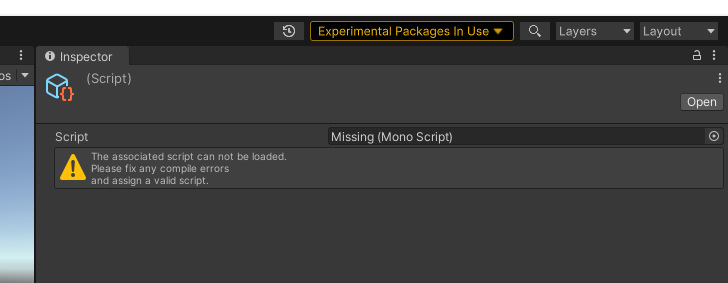 Experimental Packages In Use
Layers
Layout
Inspector
os
(Script)
Open
Script
Missing (Mono Script)
The associated script can not be loaded.
Please fix any compile errors
and assign a valid script.